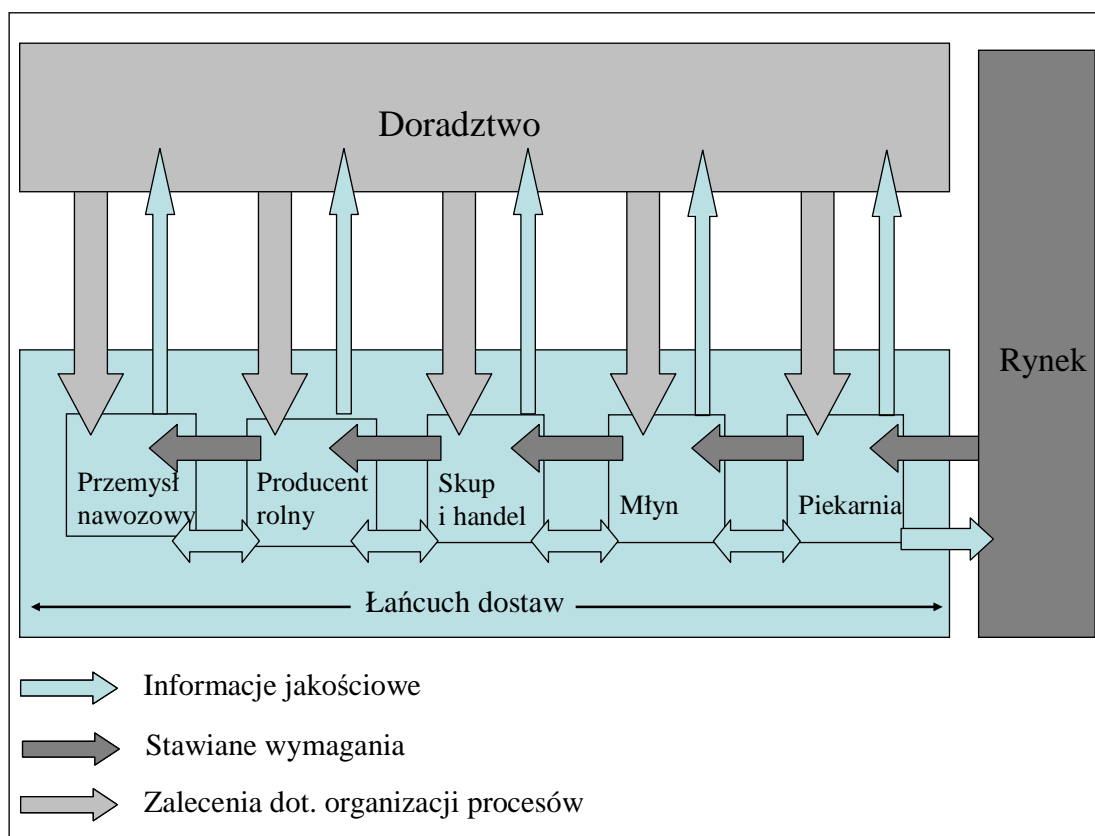 Doradztwo
Rynek
Przemysł
nawozowy
Producent
rolny
Skup
i handel
Młyn
Piekarnia
Łańcuch dostaw
Informacje jakościowe
Stawiane wymagania
Zalecenia dot. organizacji procesów